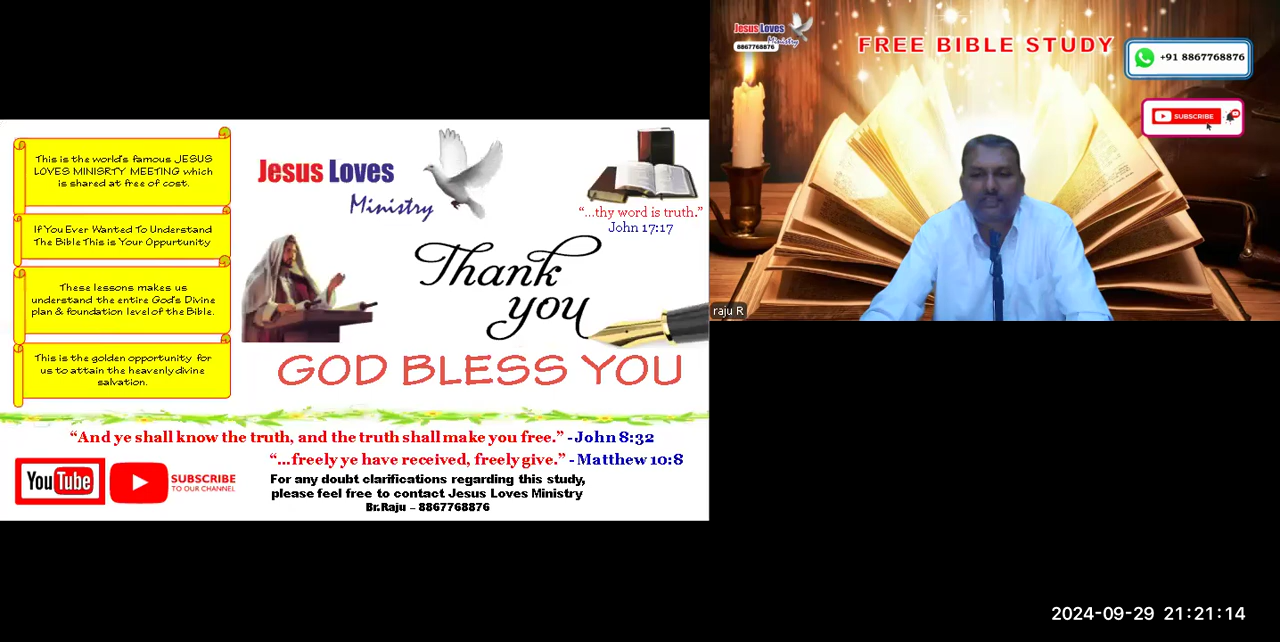 This is the world's famous JESUS
LOVES MINISRTY MEETING which
is shared at free of cost.
If You Ever Wanted To Understand
The Bible This is Your Oppurtunity
These lessons makes us
understand the entire God's Divine
plan & foundation level of the Bible.
This is the golden opportunity for
us to attain the heavenly divine
salvation.
Jesus Loves
Ministry
"...thy word is truth."
John 17:17
Thank
you
GOD BLESS YOU
"And ye shall know the truth, and the truth shall make you free." - John 8:32
"...freely ye have received, freely give." - Matthew 10:8
YouTube
SUBSCRIBE
TO OUR CHANNEL
For any doubt clarifications regarding this study,
please feel free to contact Jesus Loves Ministry
Br.Raju – 8867768876
Jesus Loves
Ministry
8867768876
FREE BIBLE STUDY
+91 8867768876
SUBSCRIBE
raju R
2024-09-29 21:21:14